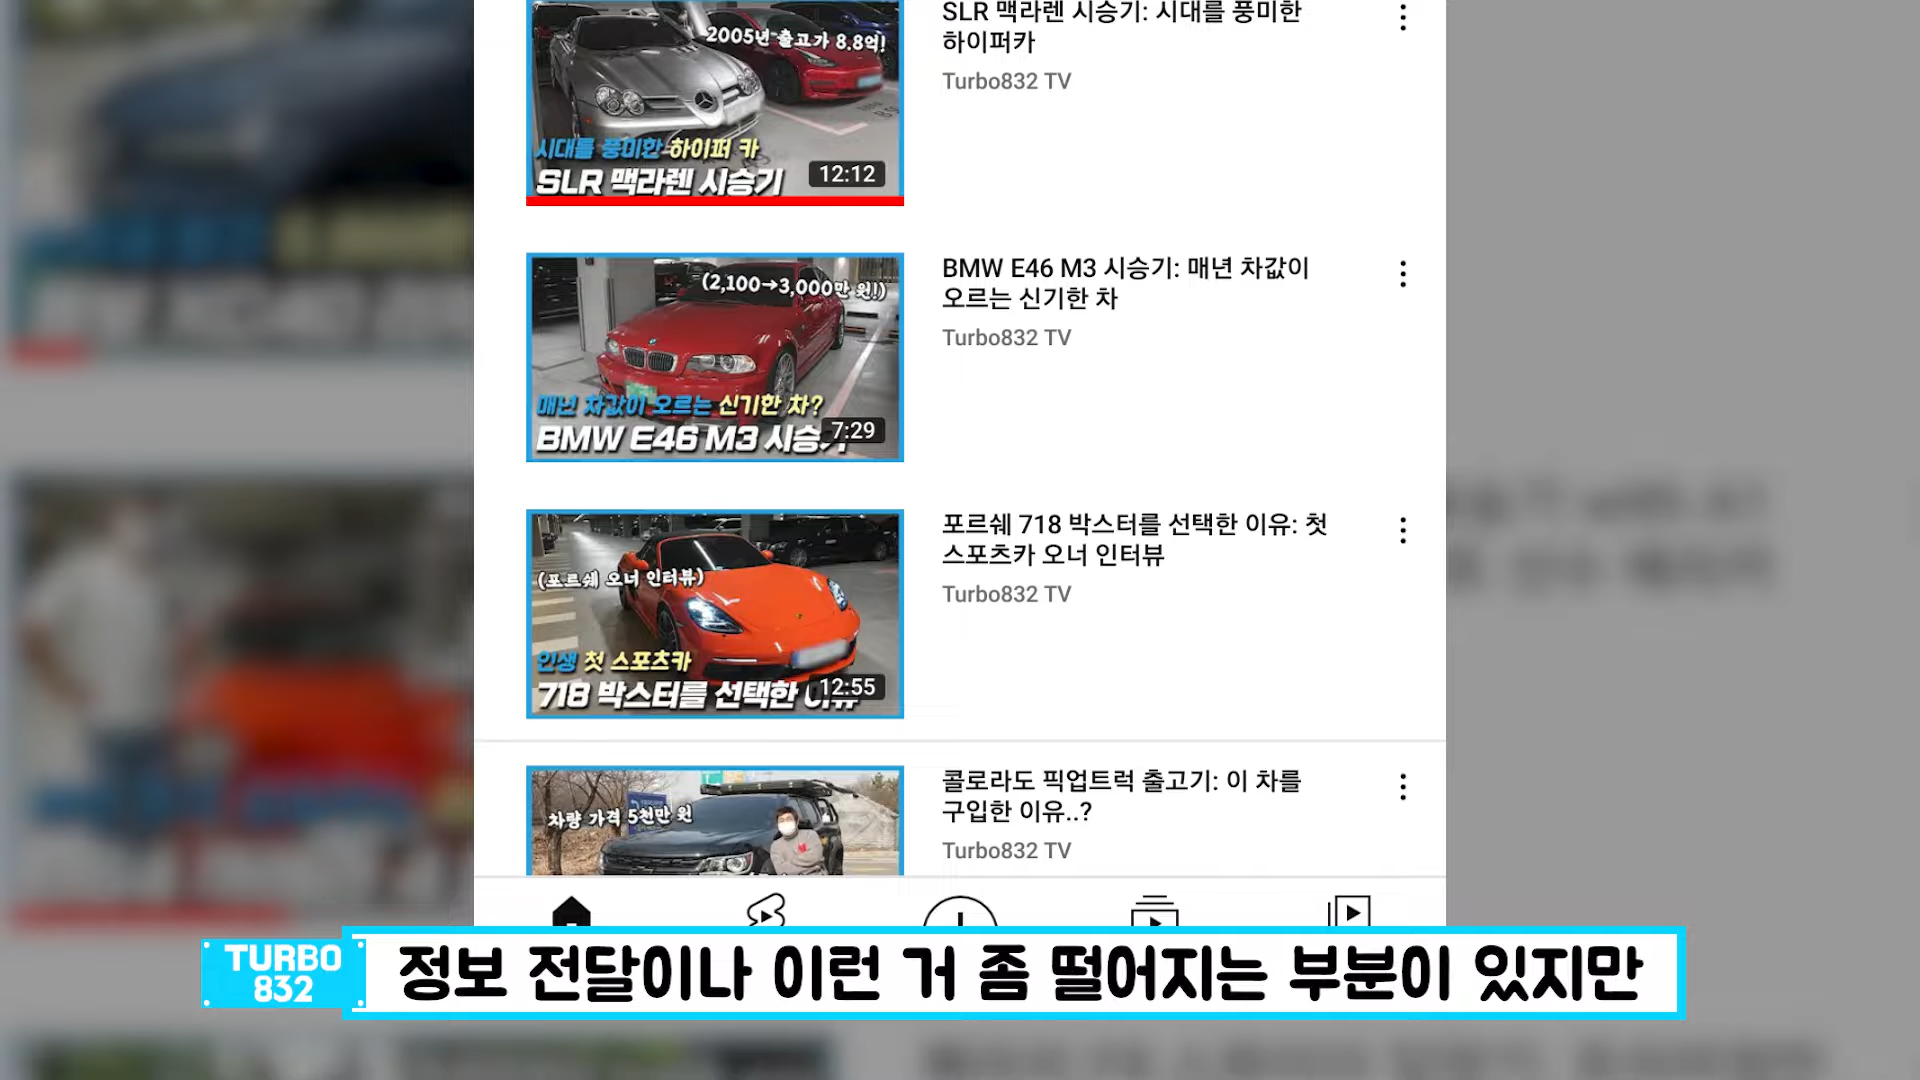 2005년 출고가 8.8억!
시대를 풍미한 하이퍼 카
SLR 맥라렌 시승기
12:12
SLR 맥라렌 시승기: 시대를 풍미한
하이퍼카
Turbo832 TV
(2,100→3,000만 원!)
매년 차값이 오르는 신기한 차?
BMW E46 M3 시승
7:29
BMW E46 M3 시승기: 매년 차값이
오르는 신기한 차
Turbo832 TV
(포르쉐 오너 인터뷰)
인생 첫 스포츠카
718 박스터를 선택한 이유
12:55
포르쉐 718 박스터를 선택한 이유: 첫
스포츠카 오너 인터뷰
Turbo832 TV
차량 가격 5천만 원
콜로라도 픽업트럭 출고기: 이 차를
구입한 이유..?
Turbo832 TV
TURBO
832
정보 전달이나 이런 거 좀 떨어지는 부분이 있지만